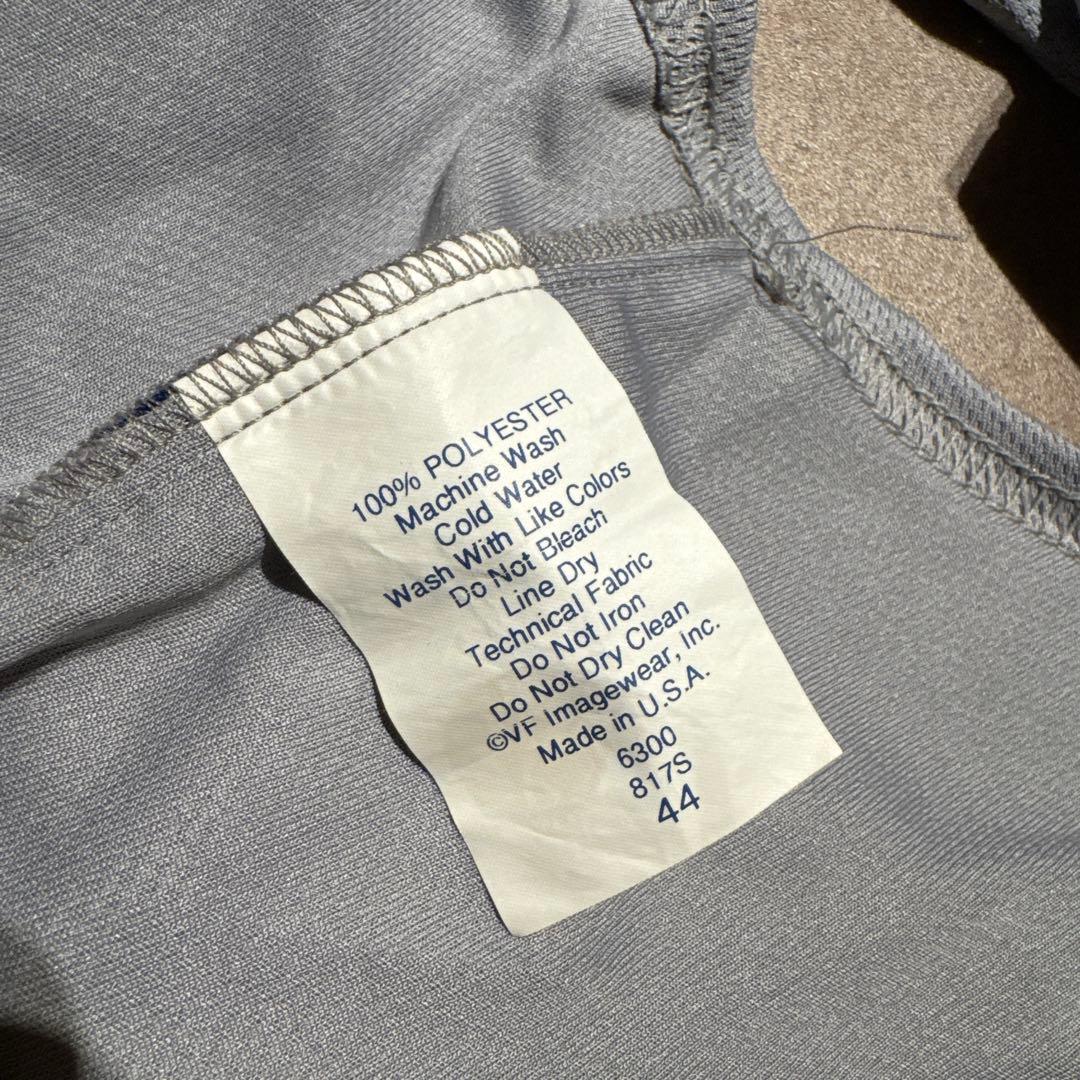 100% POLYESTER
Machine Wash
Cold Water
Wash With Like Colors
Do Not Bleach
Line Dry
Technical Fabric
Do Not Iron
Do Not Dry Clean
©VF Imagewear, Inc.
Made in U.S.A.
6300
817S
44